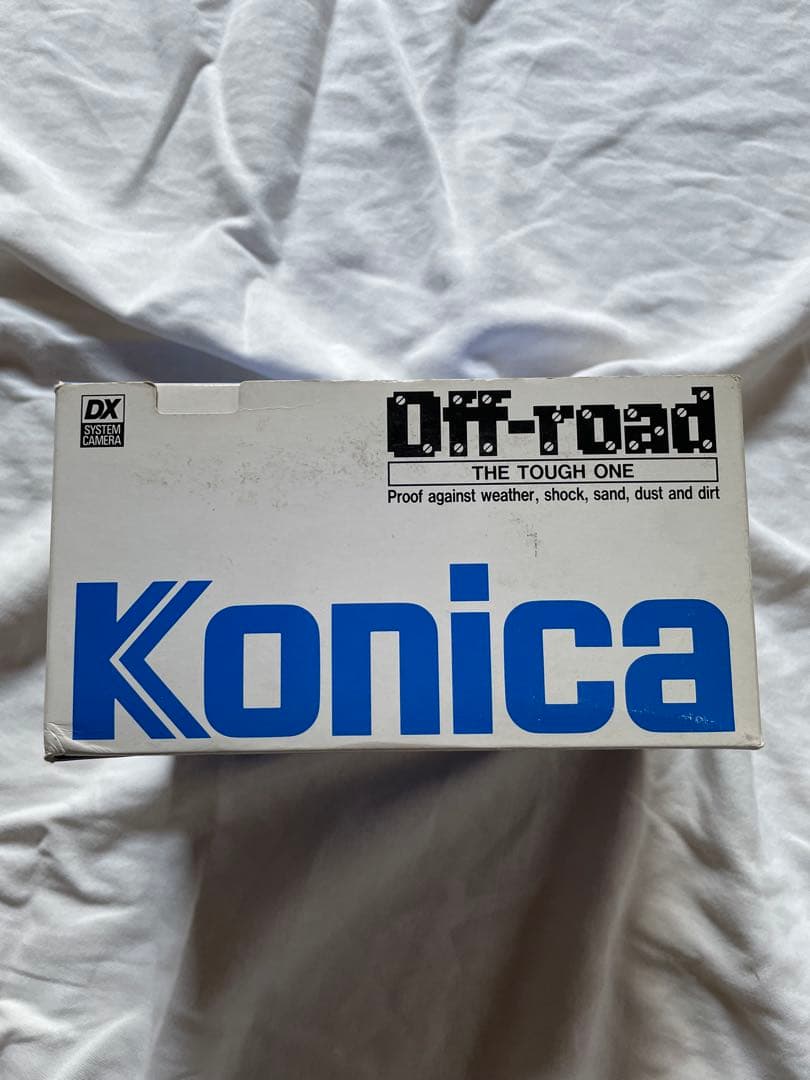 DX
SYSTEM
CAMERA
Off-road
THE TOUGH ONE
Proof against weather, shock, sand, dust and dirt
Konica